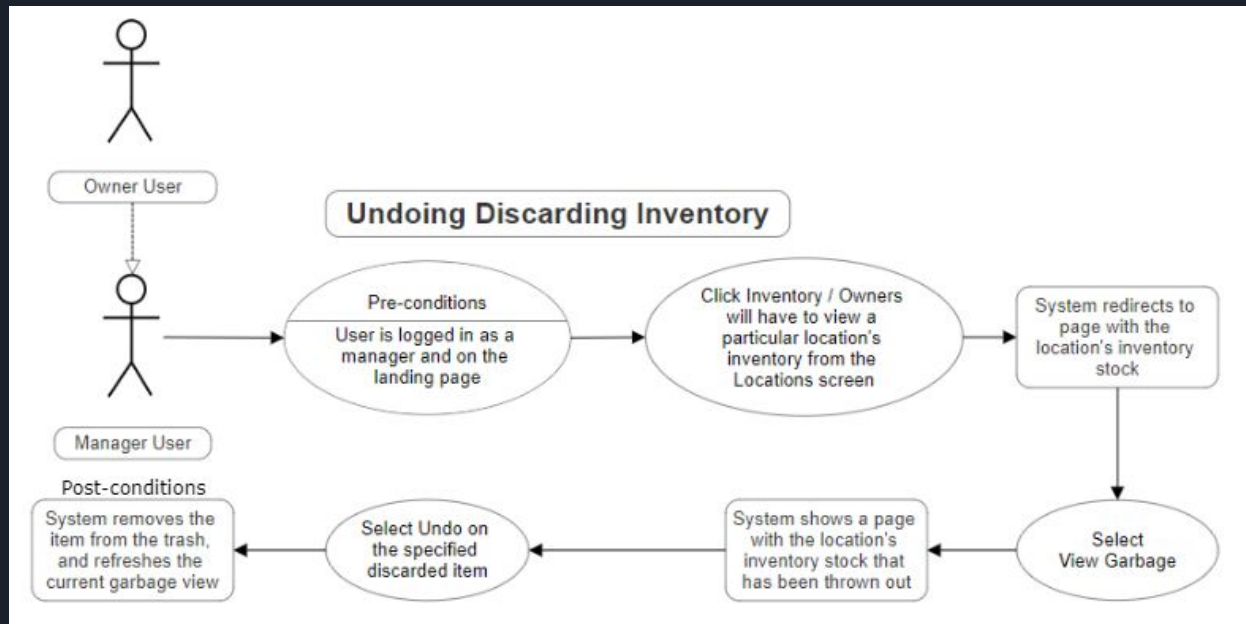 Owner User
Undoing Discarding Inventory
Pre-conditions
User is logged in as a
manager and on the
landing page
Click Inventory / Owners
will have to view a
particular location's
inventory from the
Locations screen
System redirects to
page with the
location's inventory
stock
Manager User
Post-conditions
System removes the
item from the trash,
and refreshes the
current garbage view
Select Undo on
the specified
discarded item
System shows a page
with the location's
inventory stock that
has been thrown out
Select
View Garbage